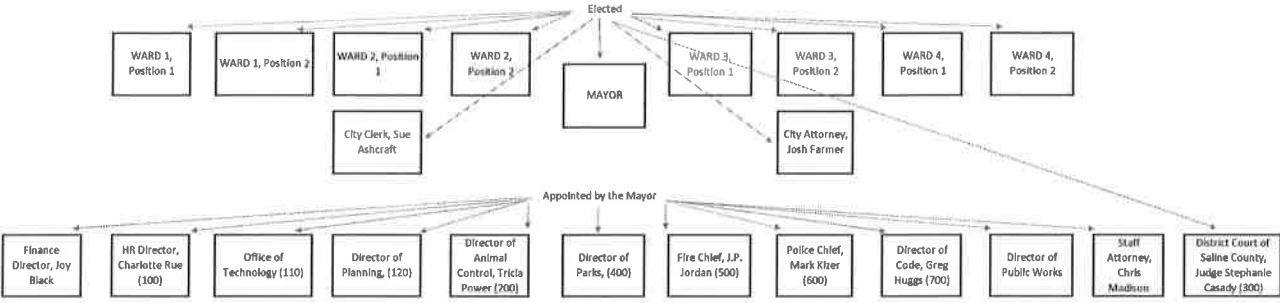 Elected
WARD 1,
Position 1
WARD 1, Position 2
WARD 2, Position
1
WARD 2,
Position 2
MAYOR
WARD 3,
Position 1
WARD 3,
Position 2
WARD 4,
Position 1
WARD 4,
Position 2
City Clerk, Sue
Ashcraft
City Attorney,
Josh Farmer
Appointed by the Mayor
Finance
Director, Joy
Black
HR Director,
Charlotte Rue
(100)
Office of
Technology (110)
Director of
Planning, (120)
Director of
Animal
Control, Tricia
Power (200)
Director of
Parks, (400)
Fire Chief, J.P.
Jordan (500)
Police Chief,
Mark Kizer
(600)
Director of
Code, Greg
Huggs (700)
Director of
Public Works
Staff
Attorney,
Chris
Madison
District Court of
Saline County,
Judge Stephanie
Casady (300)